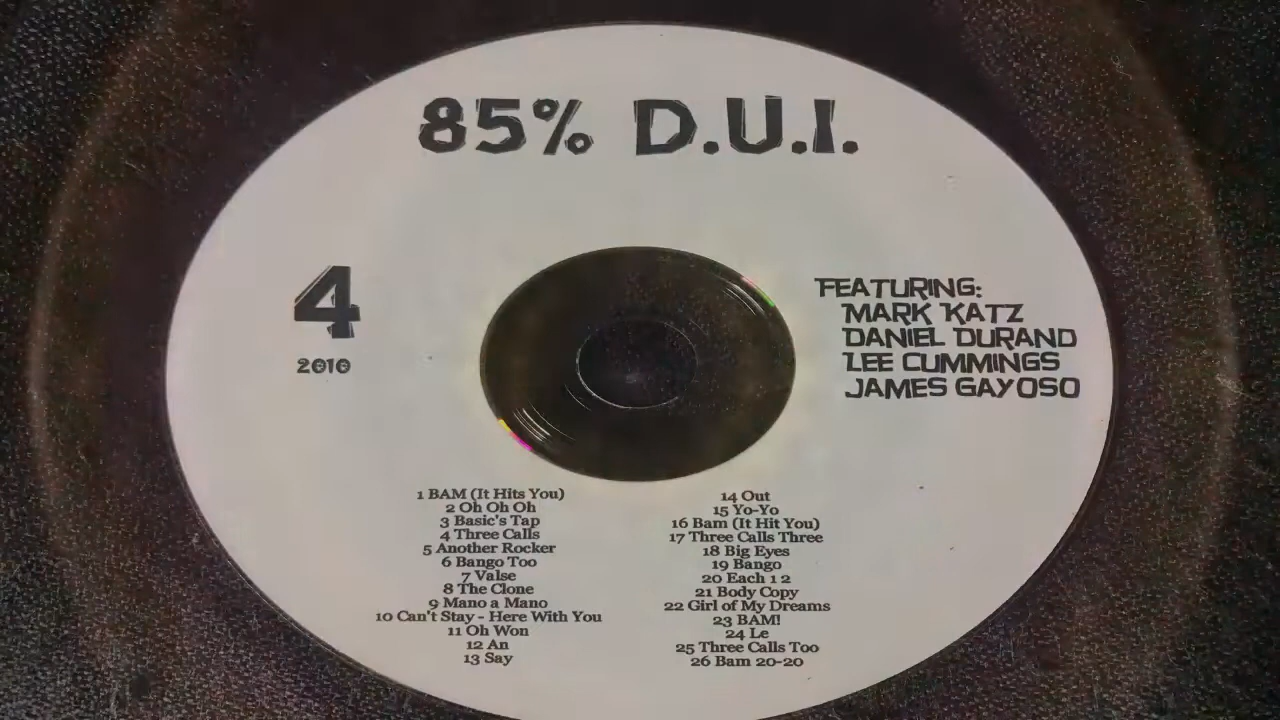 85% D.U.I.
4
2010
FEATURING:
MARK KATZ
DANIEL DURAND
LEE CUMMINGS
JAMES GAYOSO
1 BAM (It Hits You)
2 Oh Oh Oh
3 Basic's Tap
4 Three Calls
5 Another Rocker
6 Bango Too
7 Valse
8 The Clone
9 Mano a Mano
10 Can't Stay - Here With You
11 Oh Won
12 An
13 Say
14 Out
15 Yo-Yo
16 Bam (It Hit You)
17 Three Calls Three
18 Big Eyes
19 Bango
20 Each 1 2
21 Body Copy
22 Girl of My Dreams
23 BAM!
24 Le
25 Three Calls Too
26 Bam 20-20